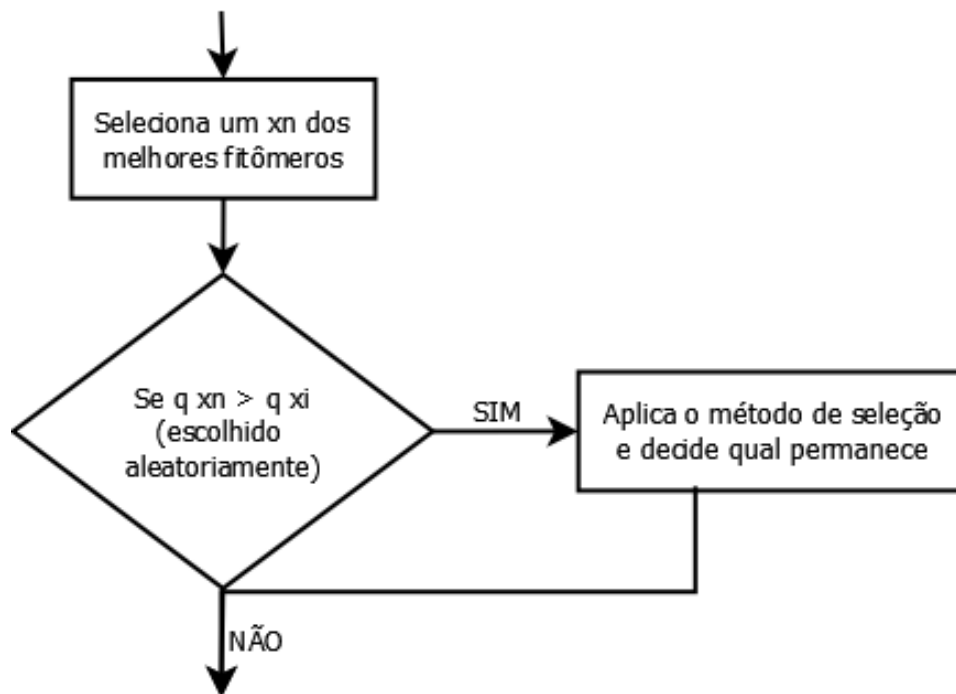 Seleciona um xn dos
melhores fitômeros
Se q xn > q xi
(escolhido
aleatoriamente)
SIM
Aplica o método de seleção
e decide qual permanece
NÃO